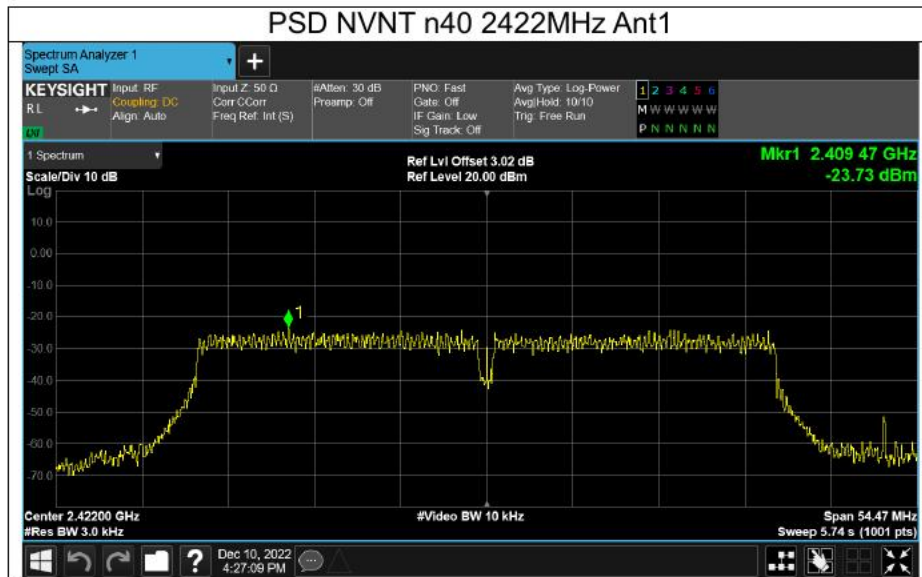 PSD NVNT n40 2422MHz Ant1
Spectrum Analyzer 1
Swept SA
+
KEYSIGHT
RL
LXI
Input: RF
Coupling: DC
Align: Auto
Input Z: 50 Ω
Corr CCorr
Freq Ref: Int (S)
#Atten: 30 dB
Preamp: Off
PNO: Fast
Gate: Off
IF Gain: Low
Sig Track: Off
Avg Type: Log-Power
Avg|Hold: 10/10
Trig: Free Run
1 2 3 4 5 6
M W W W W W
P N N N N N
1 Spectrum
Scale/Div 10 dB
Ref Lvl Offset 3.02 dB
Ref Level 20.00 dBm
Mkr1 2.409 47 GHz
-23.73 dBm
Log
10.0
0.00
-10.0
-20.0
-30.0
-40.0
-50.0
-60.0
-70.0
1
Center 2.42200 GHz
#Res BW 3.0 kHz
#Video BW 10 kHz
Span 54.47 MHz
Sweep 5.74 s (1001 pts)
?
Dec 10, 2022
4:27:09 PM